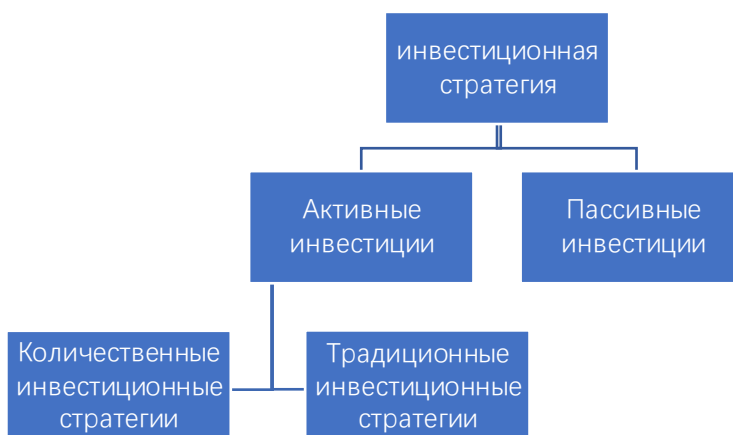 инвестиционная
стратегия
Активные
инвестиции
Пассивные
инвестиции
Количественные
инвестиционные
стратегии
Традиционные
инвестиционные
стратегии